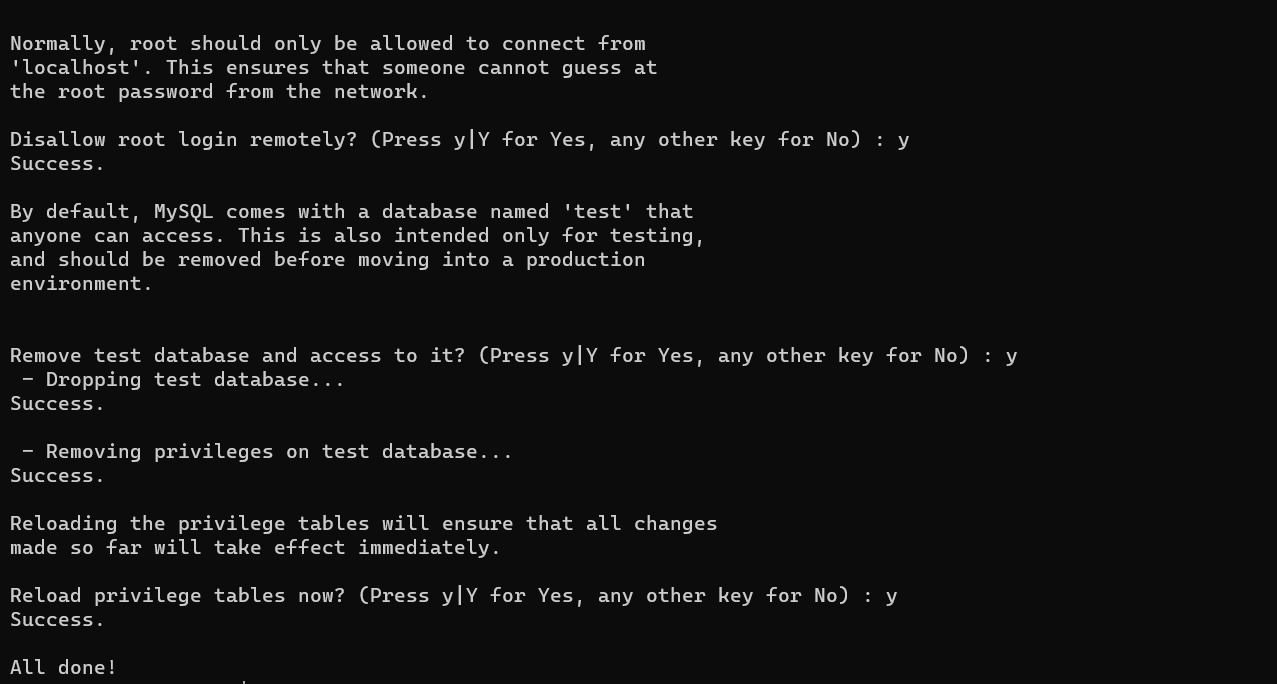 Normally, root should only be allowed to connect from
'localhost'. This ensures that someone cannot guess at
the root password from the network.
Disallow root login remotely? (Press y|Y for Yes, any other key for No) : y
Success.
By default, MySQL comes with a database named 'test' that
anyone can access. This is also intended only for testing,
and should be removed before moving into a production
environment.
Remove test database and access to it? (Press y|Y for Yes, any other key for No) : y
 - Dropping test database...
Success.
 - Removing privileges on test database...
Success.
Reloading the privilege tables will ensure that all changes
made so far will take effect immediately.
Reload privilege tables now? (Press y|Y for Yes, any other key for No) : y
Success.
All done!